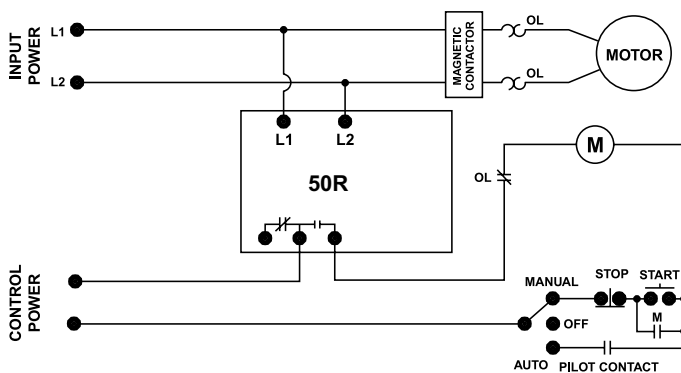 INPUT
POWER
L1
L2
MAGNETIC
CONTACTOR
OL
OL
MOTOR
L1
L2
50R
M
OL
CONTROL
POWER
MANUAL
STOP
START
OFF
M
AUTO
PILOT CONTACT